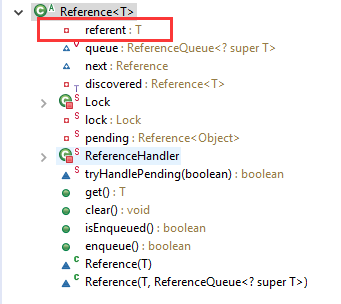 Reference<T>
referent : T
queue : ReferenceQueue<? super T>
next : Reference
discovered : Reference<T>
Lock
lock : Lock
pending : Reference<Object>
ReferenceHandler
tryHandlePending(boolean) : boolean
get() : T
clear() : void
isEnqueued() : boolean
enqueue() : boolean
Reference(T)
Reference(T, ReferenceQueue<? super T>)